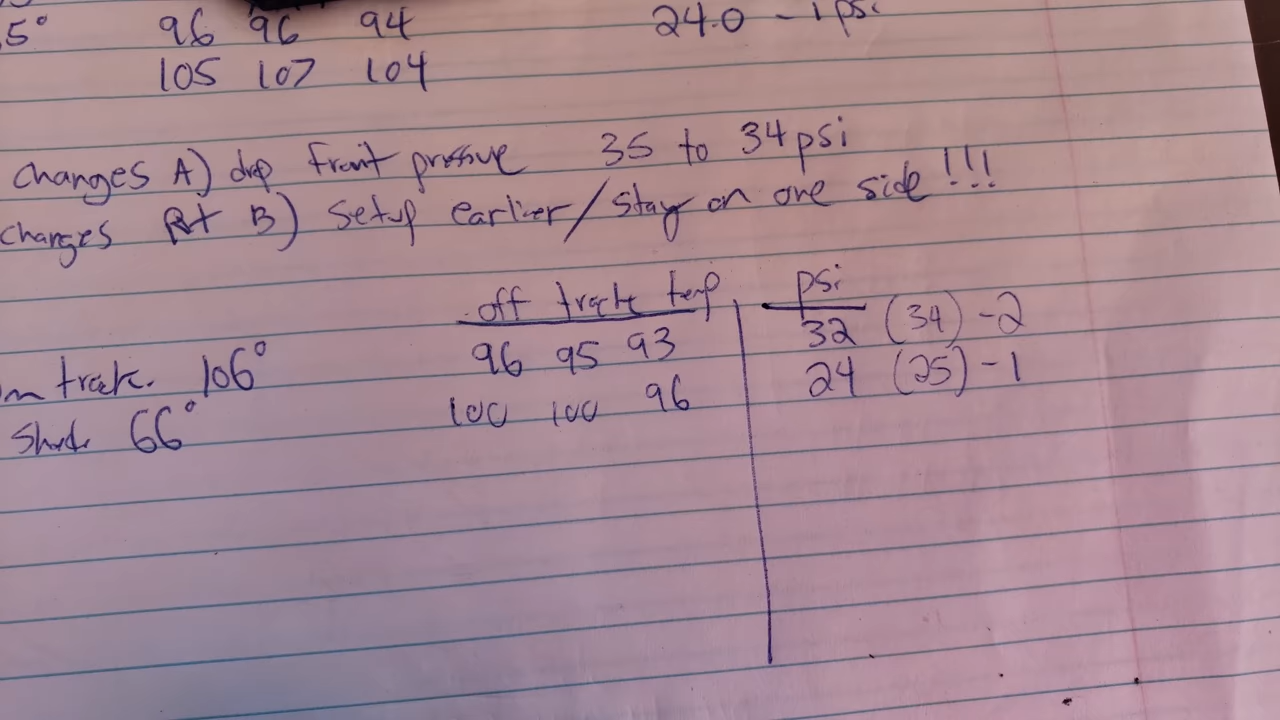 .5° 96 96 94 24.0 - 1 psi
105 107 104
Changes A) drop front pressure 35 to 34 psi
Changes B) setup earlier/stay on one side!!!
off track temp psi
96 95 93 32 (34) -2
m track. 106° 100 100 96 24 (25) -1
Shade 66°